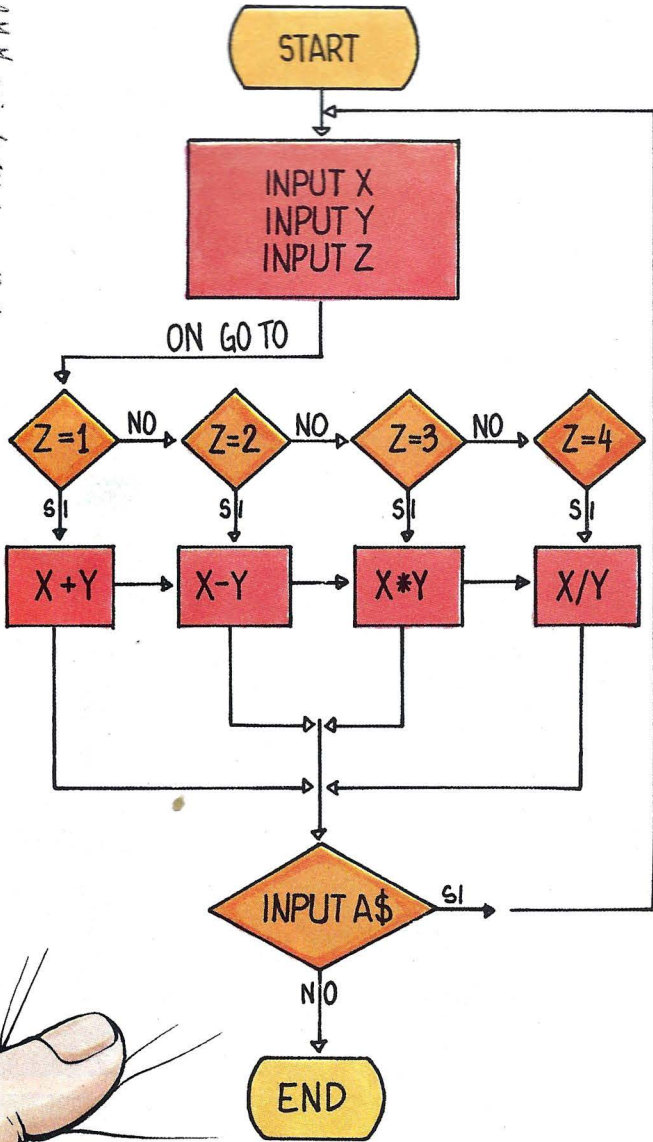 START
INPUT X
INPUT Y
INPUT Z
ON GO TO
Z=1
NO
Z=2
NO
Z=3
NO
Z=4
SI
SI
SI
SI
X+Y
X-Y
X*Y
X/Y
INPUT A$
SI
NO
END